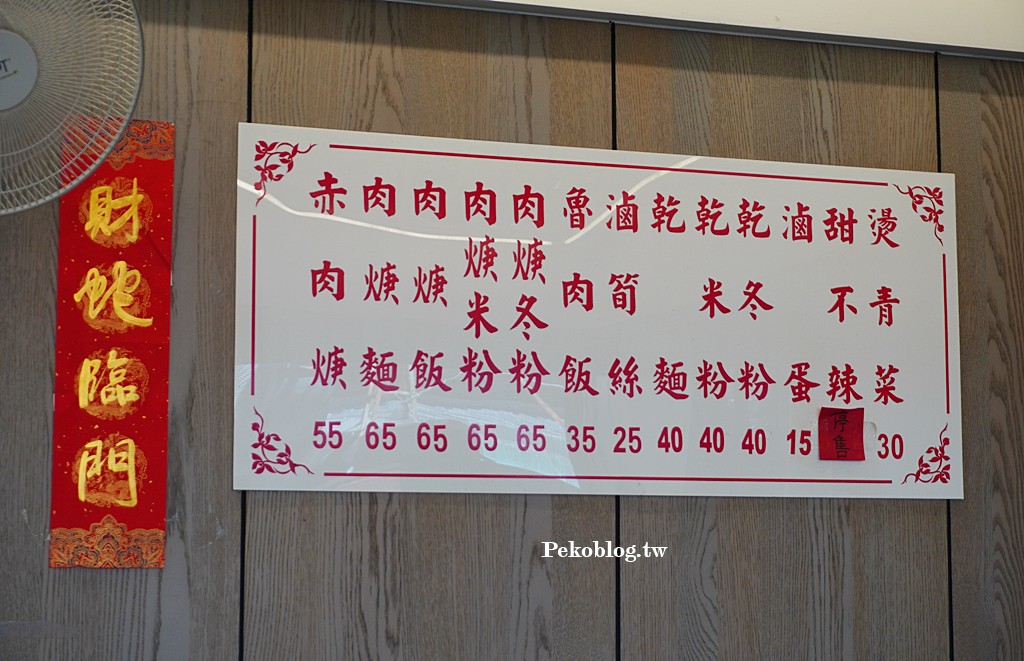 財蛇臨門
赤肉焿 55
肉焿麵 65
肉焿飯 65
肉焿米粉 65
肉焿冬粉 65
魯肉飯 35
滷筍絲 25
乾麵 40
乾米粉 40
乾冬粉 40
滷蛋 15
甜不辣 停售
燙青菜 30
Pekoblog.tw